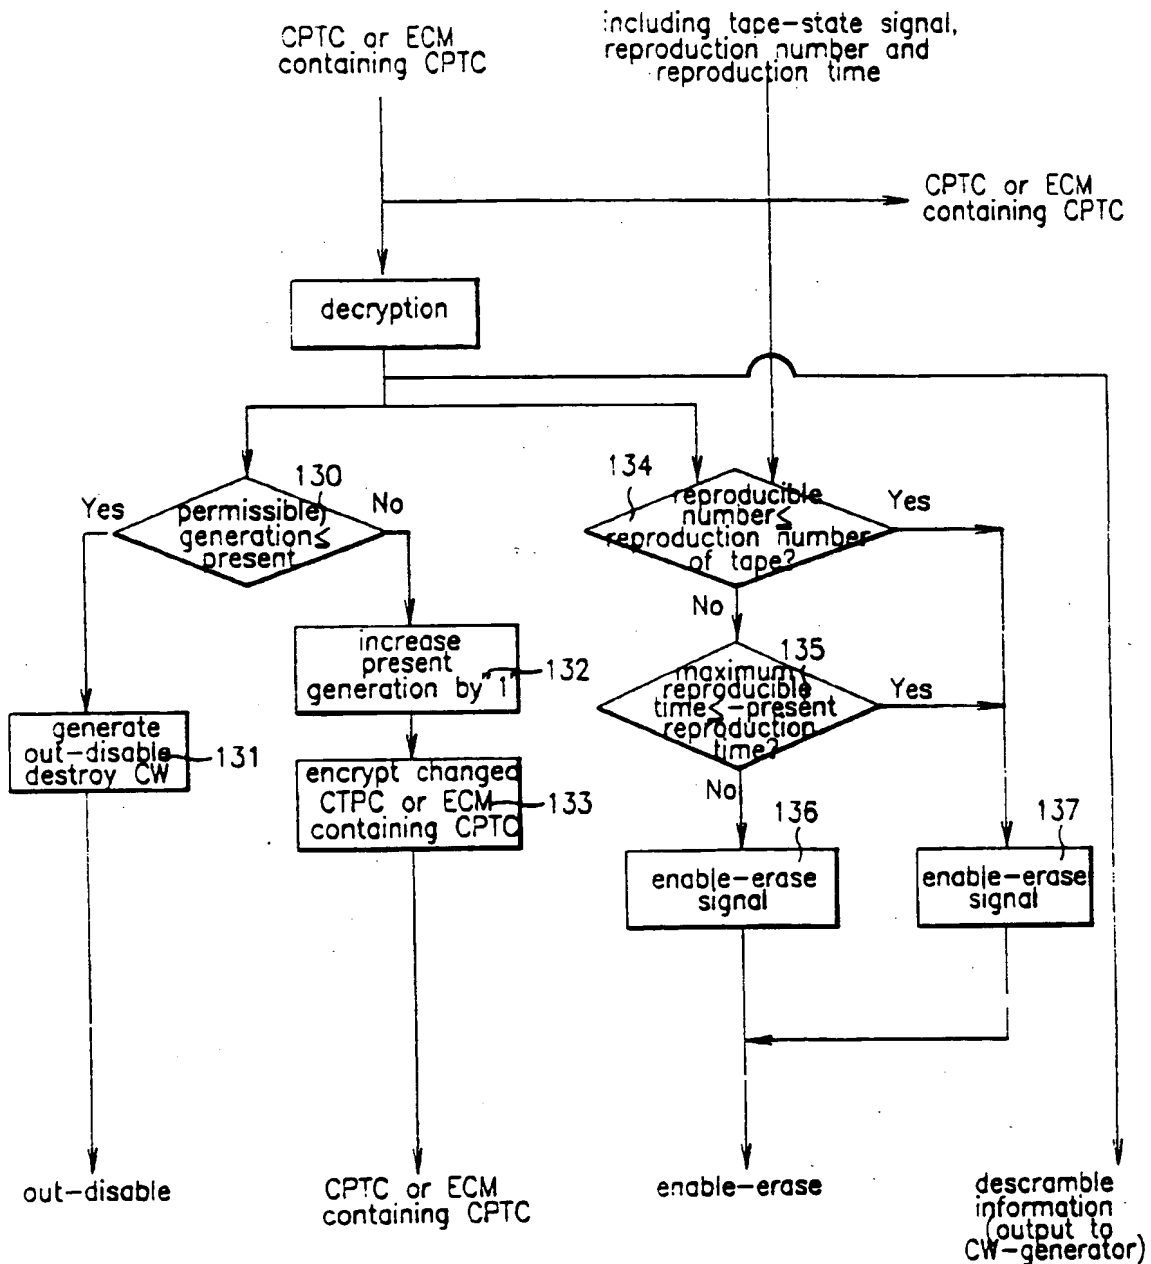 CPTC or ECM
containing CPTC
including tape-state signal,
reproduction number and
reproduction time
CPTC or ECM
containing CPTC
decryption
130
Yes
No
permissible
generation≤
present
134
reproducible
number≤
reproduction number
of tape?
Yes
No
increase
present
generation by"1"
132
135
maximum
reproducible
time≤-present
reproduction
time?
Yes
No
generate
out-disable
destroy CW
131
encrypt changed
CTPC or ECM
containing CPTC
133
136
enable-erase
signal
137
enable-erase
signal
out-disable
CPTC or ECM
containing CPTC
enable-erase
descramble
information
(output to
CW-generator)